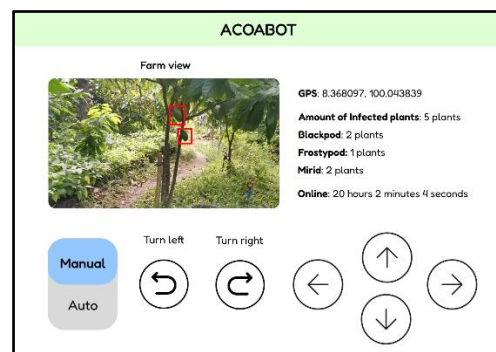 ACOABOT
Farm view
GPS: 8.368097, 100.043839
Amount of Infected plants: 5 plants
Blackpod: 2 plants
Frostypod: 1 plants
Mirid: 2 plants
Online: 20 hours 2 minutes 4 seconds
Manual
Auto
Turn left
Turn right